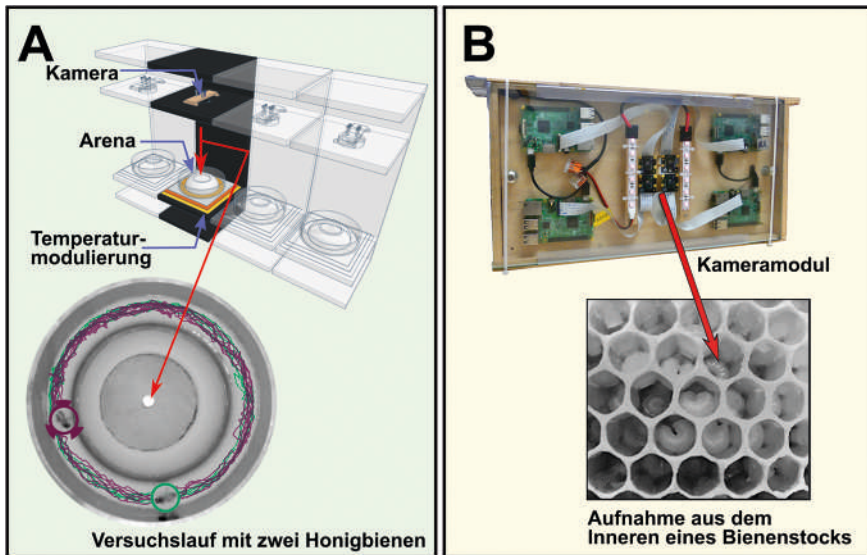 A
Kamera
Arena
Temperatur-
modulierung
Versuchslauf mit zwei Honigbienen
B
Kameramodul
Aufnahme aus dem
Inneren eines Bienenstocks